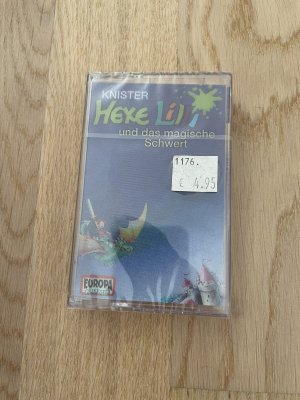 KNISTER
Hexe Lilli
und das magische
Schwert
1176.
£ 4.95
EUROPA